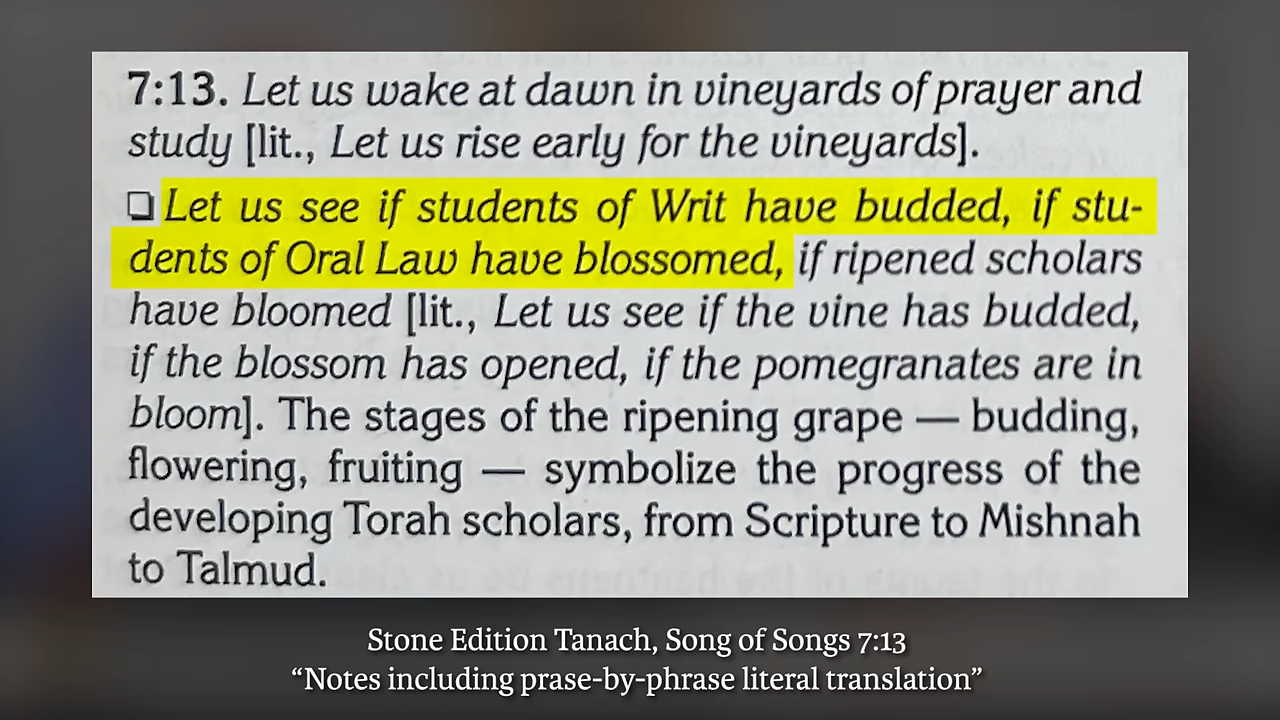 7:13. Let us wake at dawn in vineyards of prayer and
study [lit., Let us rise early for the vineyards].
❑ Let us see if students of Writ have budded, if stu-
dents of Oral Law have blossomed, if ripened scholars
have bloomed [lit., Let us see if the vine has budded,
if the blossom has opened, if the pomegranates are in
bloom]. The stages of the ripening grape — budding,
flowering, fruiting — symbolize the progress of the
developing Torah scholars, from Scripture to Mishnah
to Talmud.
Stone Edition Tanach, Song of Songs 7:13
“Notes including prase-by-phrase literal translation”